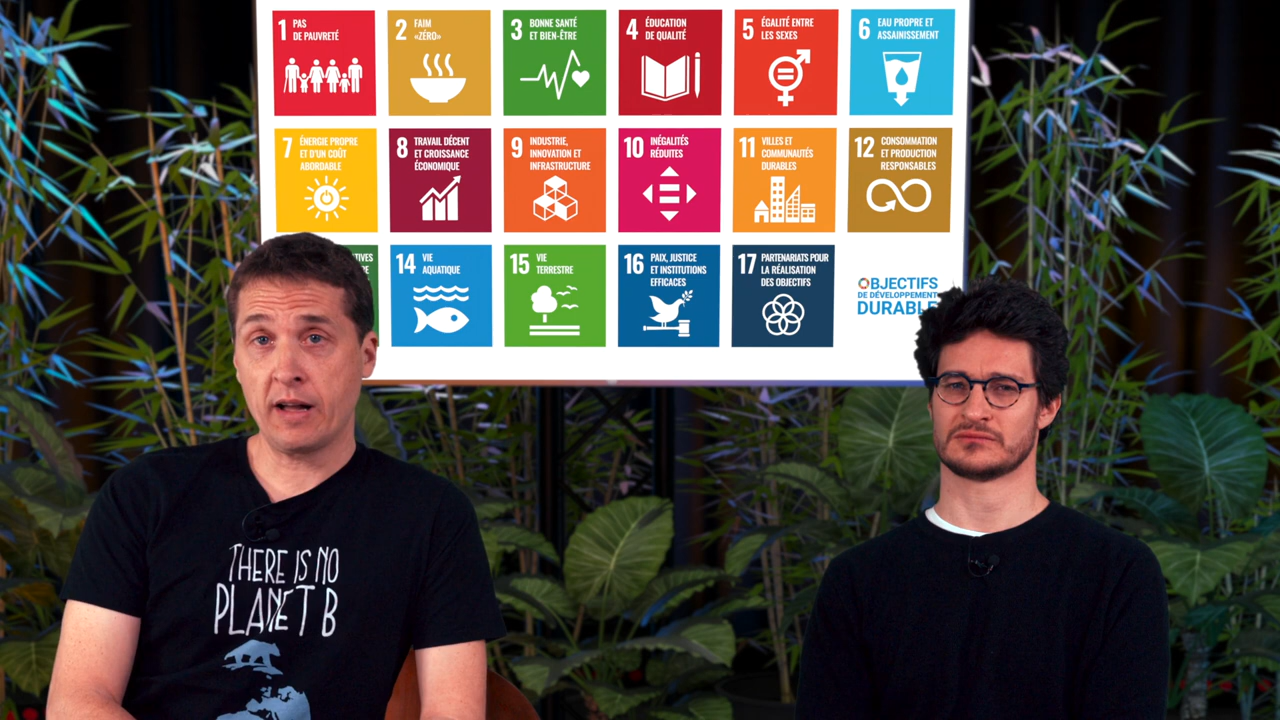 1 PAS
DE PAUVRETÉ
2 FAIM
«ZÉRO»
3 BONNE SANTÉ
ET BIEN-ÊTRE
4 ÉDUCATION
DE QUALITÉ
5 ÉGALITÉ ENTRE
LES SEXES
6 EAU PROPRE ET
ASSAINISSEMENT
7 ÉNERGIE PROPRE
ET D'UN COÛT
ABORDABLE
8 TRAVAIL DÉCENT
ET CROISSANCE
ÉCONOMIQUE
9 INDUSTRIE,
INNOVATION ET
INFRASTRUCTURE
10 INÉGALITÉS
RÉDUITES
11 VILLES ET
COMMUNAUTÉS
DURABLES
12 CONSOMMATION
ET PRODUCTION
RESPONSABLES
14 VIE
AQUATIQUE
15 VIE
TERRESTRE
16 PAIX, JUSTICE
ET INSTITUTIONS
EFFICACES
17 PARTENARIATS POUR
LA RÉALISATION
DES OBJECTIFS
OBJECTIFS
DE DÉVELOPPEMENT
DURABLE
THERE IS NO
PLANET B